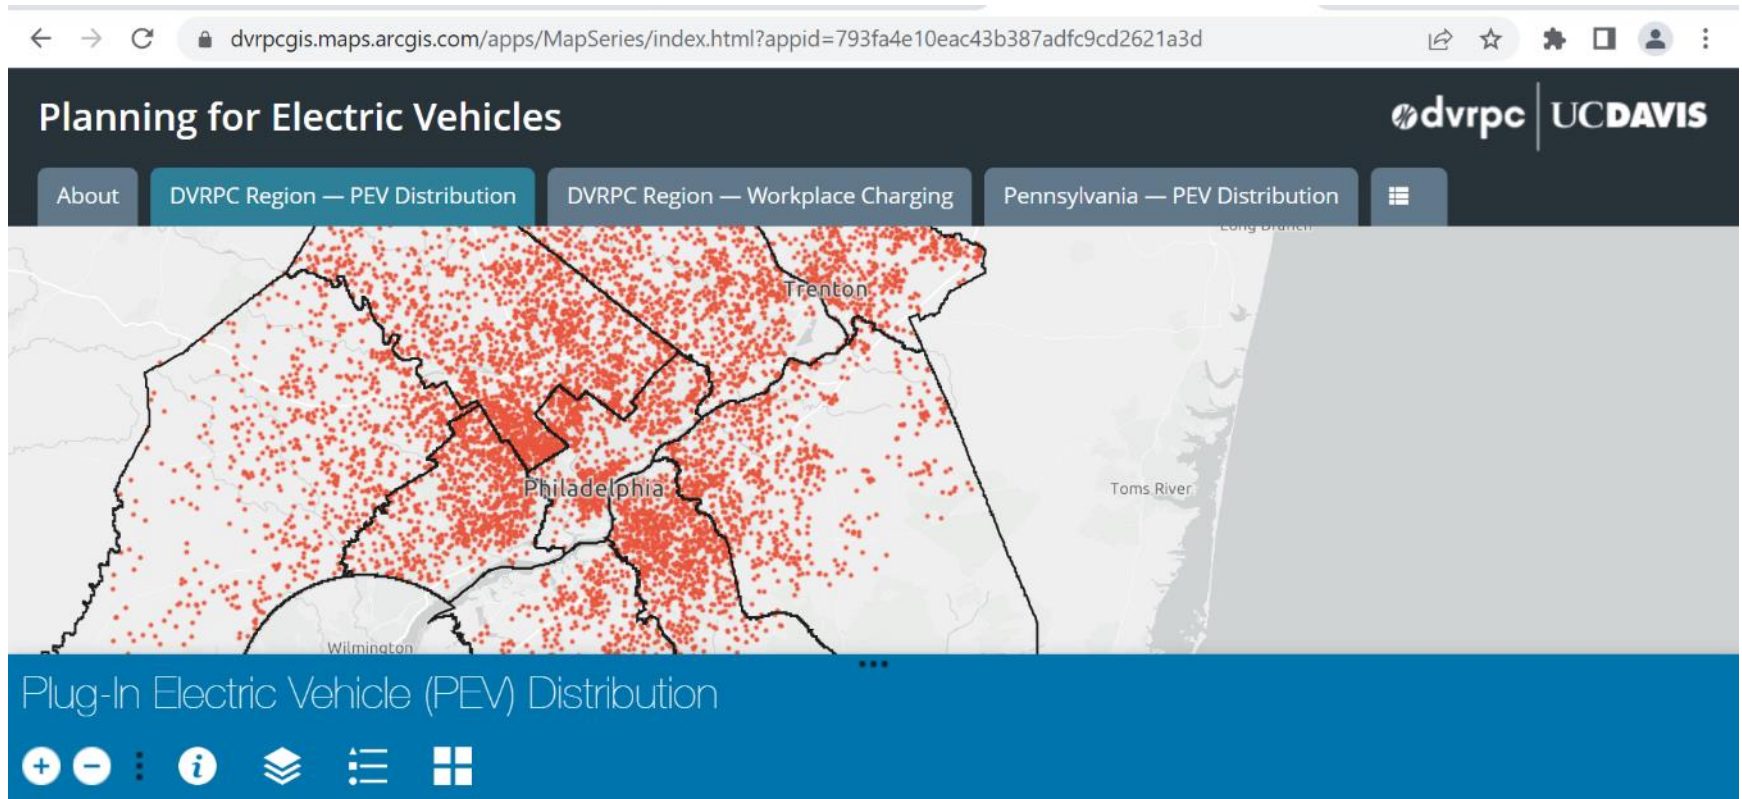 dvrpcgis.maps.arcgis.com/apps/MapSeries/index.html?appid=793fa4e10eac43b387adfc9cd2621a3d
Planning for Electric Vehicles
dvrpc UCDAVIS
About
DVRPC Region — PEV Distribution
DVRPC Region — Workplace Charging
Pennsylvania — PEV Distribution
Long Branch
Trenton
Philadelphia
Toms River
Wilmington
Plug-In Electric Vehicle (PEV) Distribution